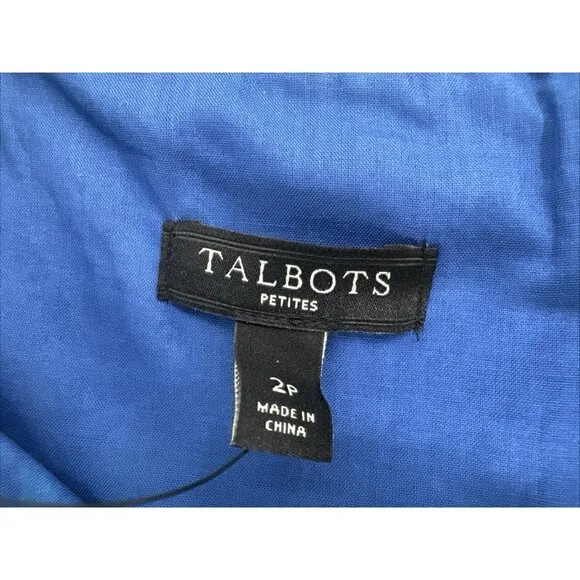 TALBOTS
PETITES
2P
MADE IN
CHINA